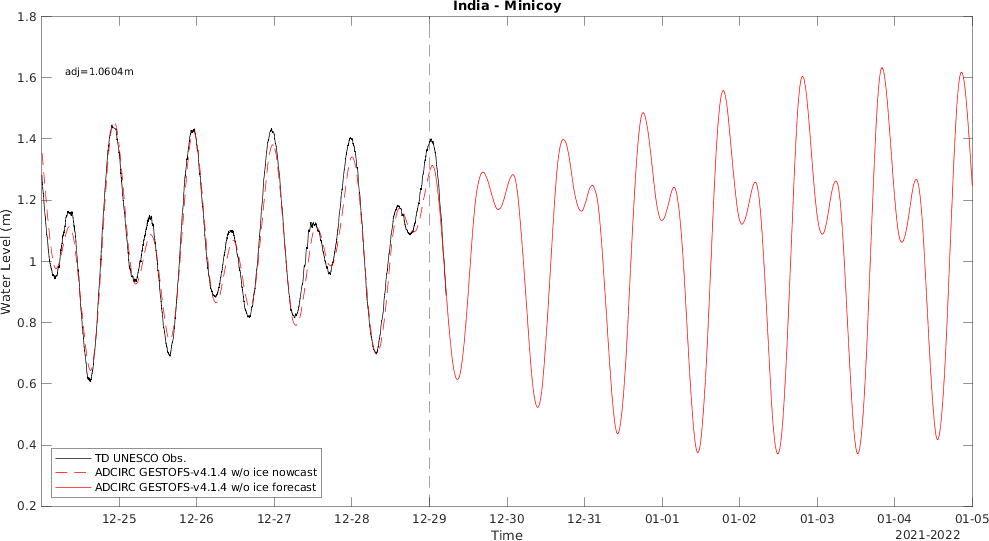 India - Minicoy
1.8
1.6
1.4
1.2
1
0.8
0.6
0.4
0.2
Water Level (m)
adj=1.0604m
TD UNESCO Obs.
ADCIRC GESTOFS-v4.1.4 w/o ice nowcast
ADCIRC GESTOFS-v4.1.4 w/o ice forecast
12-25 12-26 12-27 12-28 12-29 12-30 12-31 01-01 01-02 01-03 01-04 01-05
Time
2021-2022